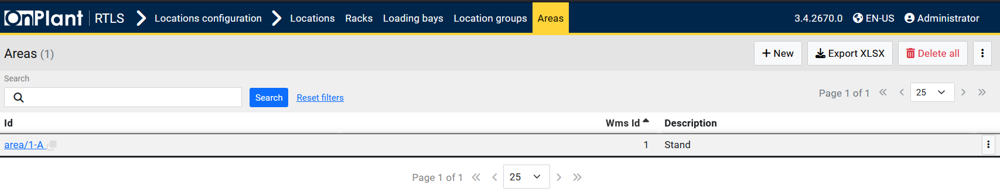 OnPlant RTLS Locations configuration Locations Racks Loading bays Location groups Areas 3.4.2670.0 EN-US Administrator
Areas (1) New Export XLSX Delete all
Search
Search Reset filters Page 1 of 1 25
Id Wms Id Description
area/1-A 1 Stand
Page 1 of 1 25